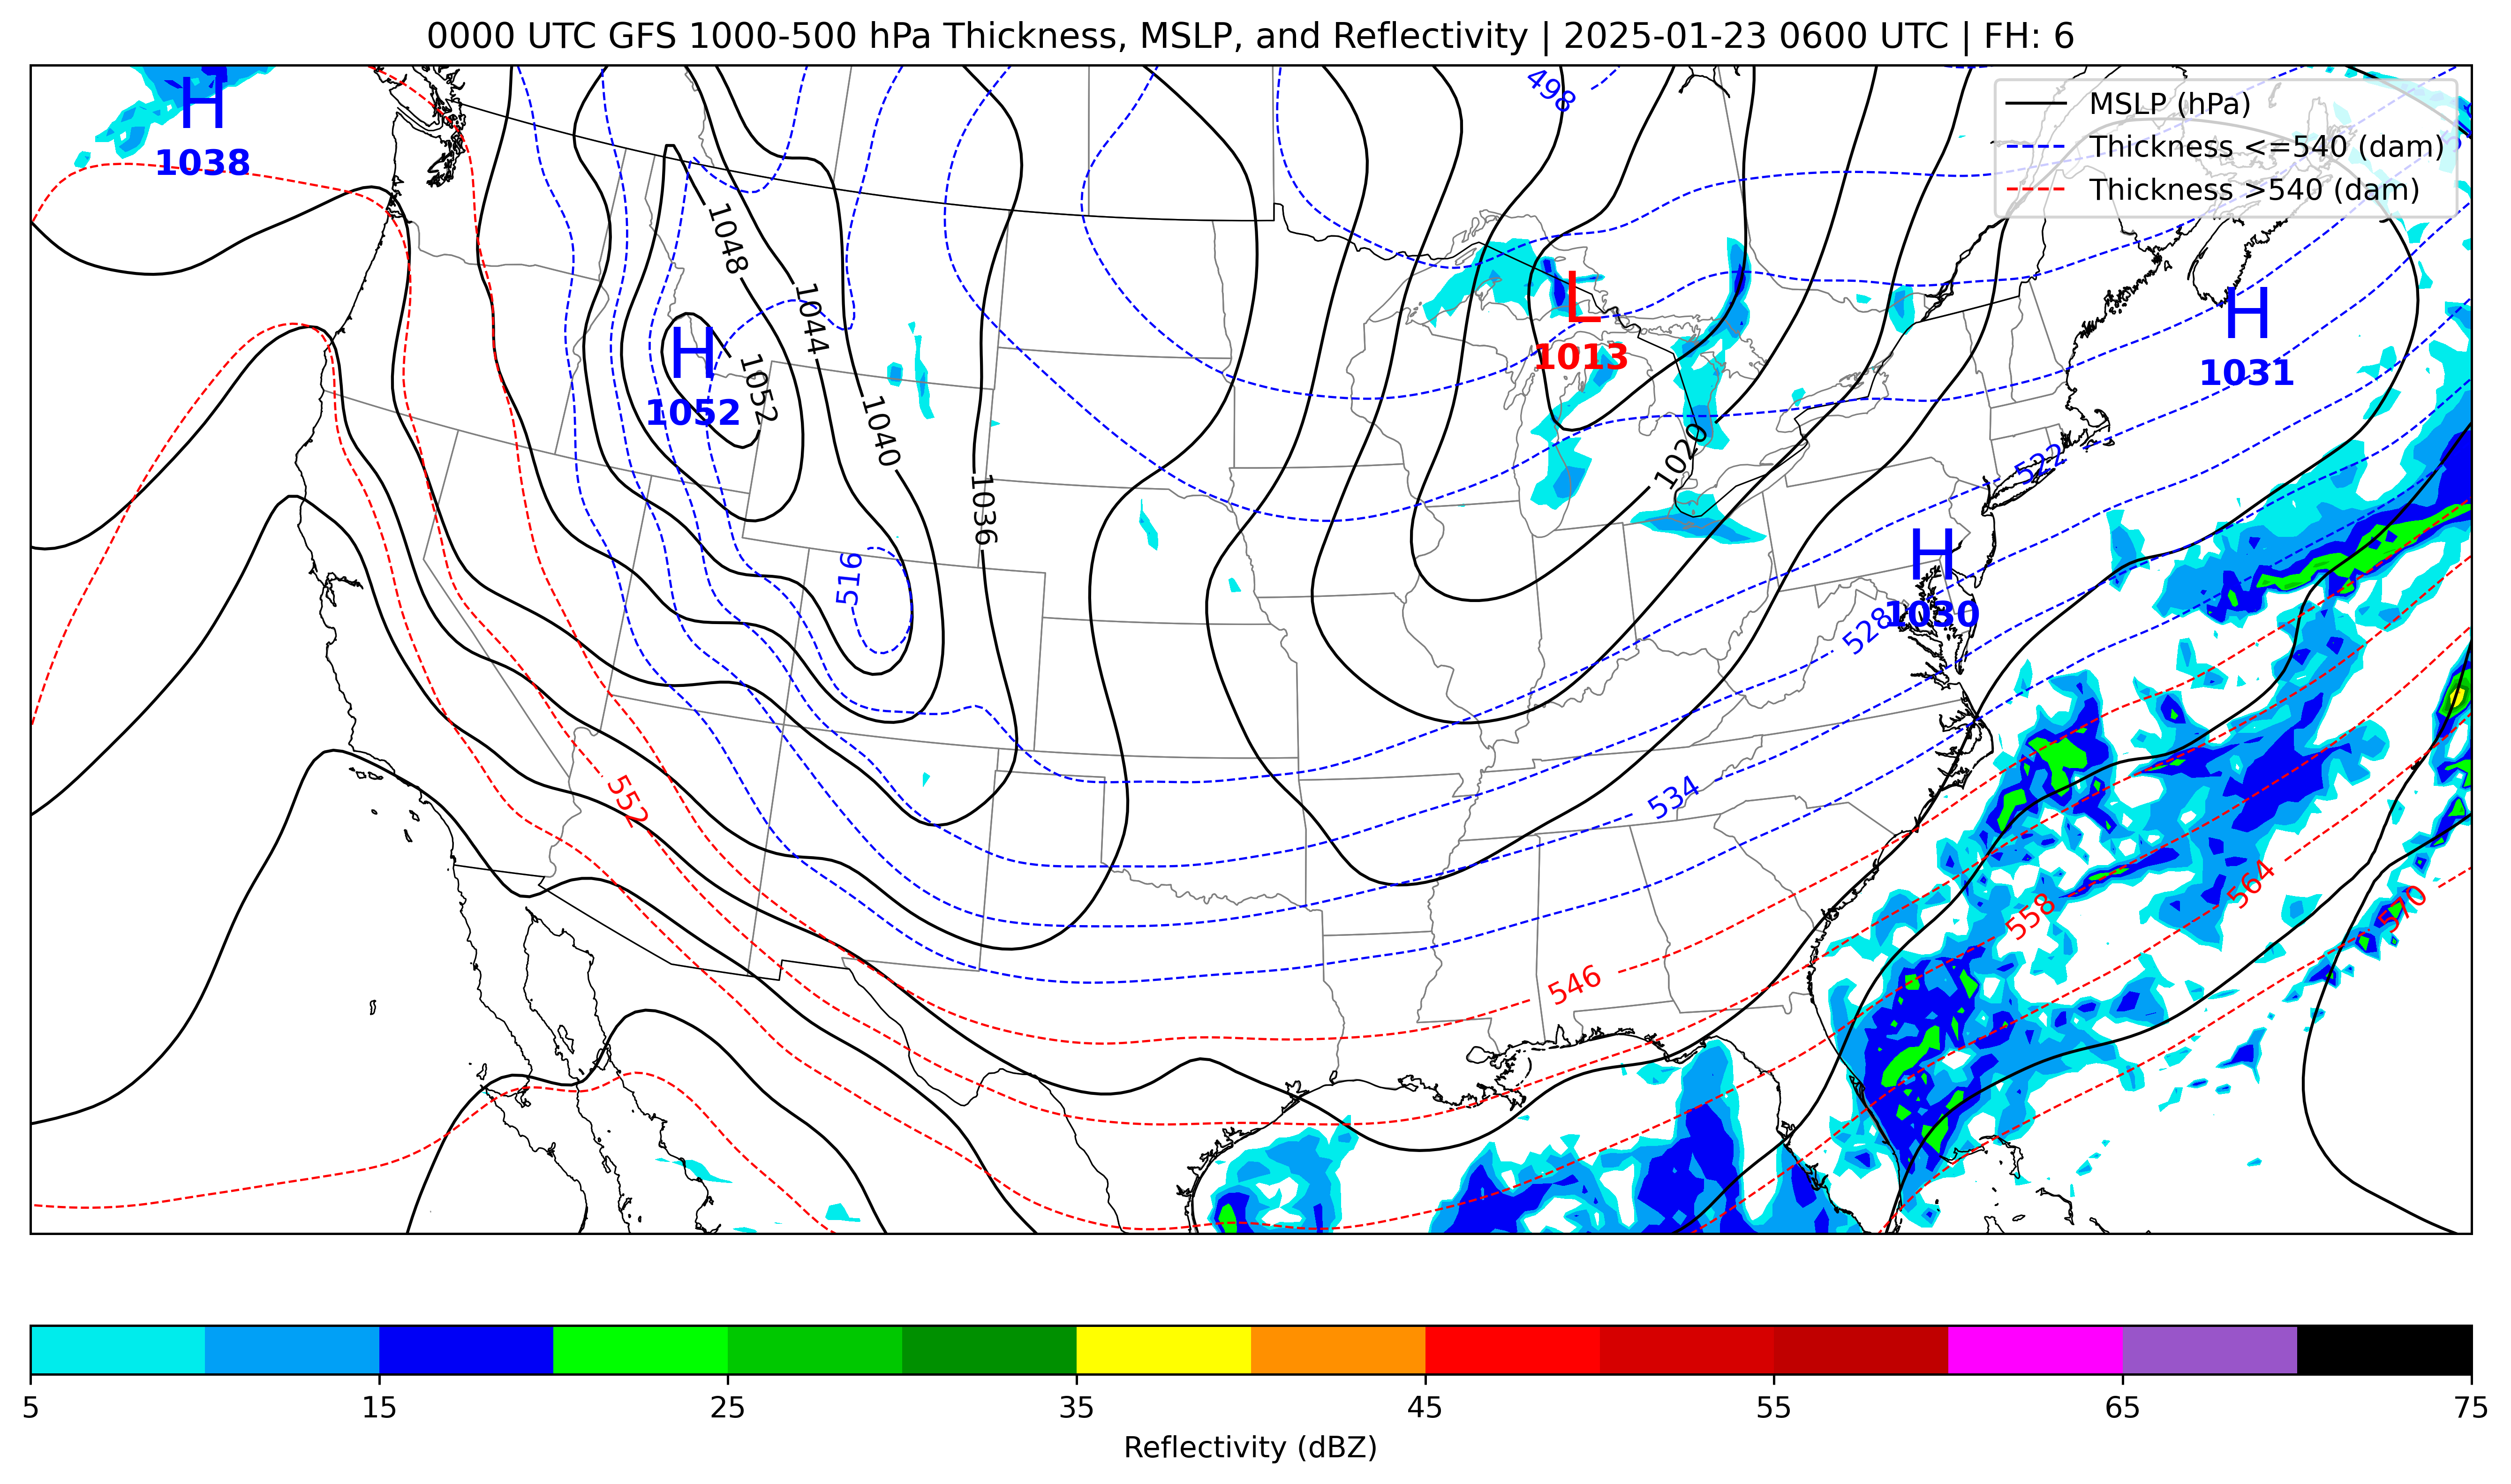 0000 UTC GFS 1000-500 hPa Thickness, MSLP, and Reflectivity | 2025-01-23 0600 UTC | FH: 6
MSLP (hPa)
Thickness <=540 (dam)
Thickness >540 (dam)
498
H
1038
1048
L
1013
H
1031
1044
H
1052
1052
1040
1020
522
1036
H
1030
516
528
552
534
564
558
570
546
5
15
25
35
45
55
65
75
Reflectivity (dBZ)